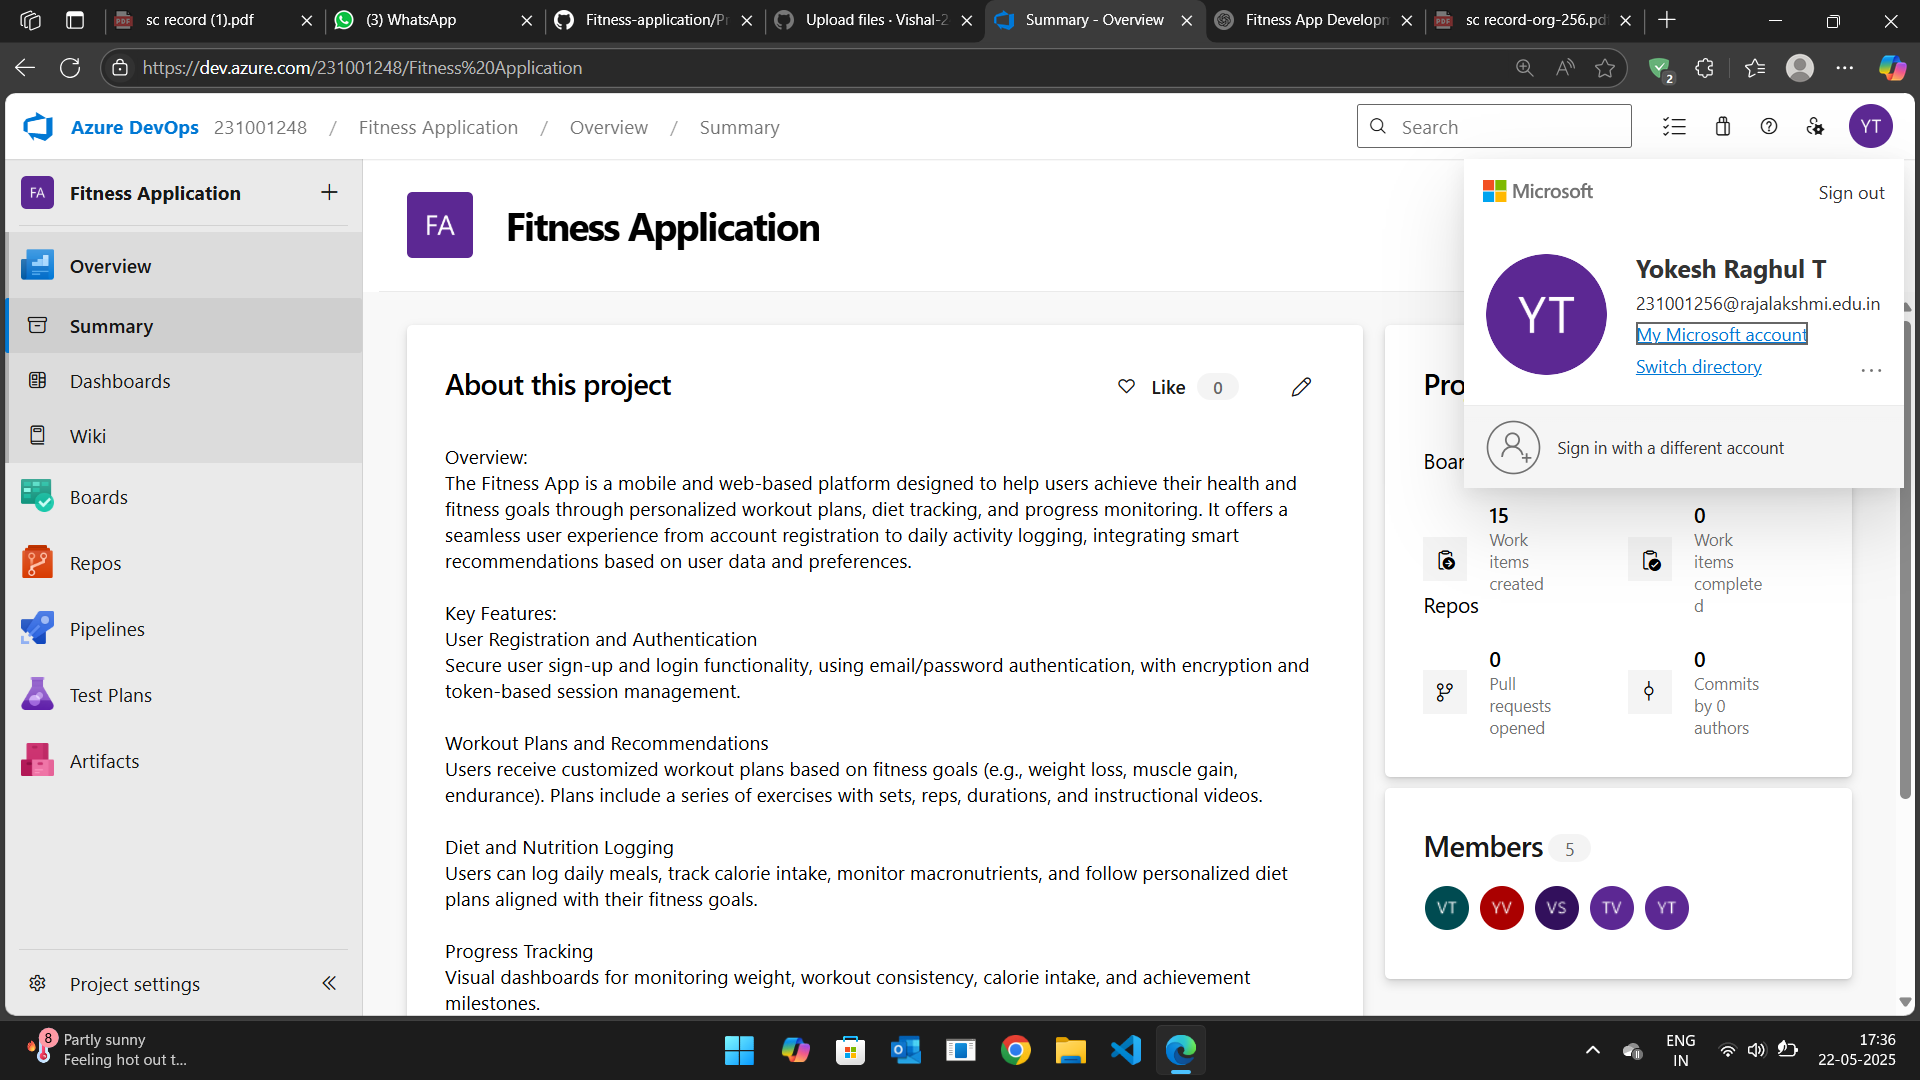 sc record (1).pdf
(3) WhatsApp
Fitness-application/Pr
Upload files · Vishal-2
Summary - Overview
Fitness App Developm
sc record-org-256.pd
https://dev.azure.com/231001248/Fitness%20Application
2
Azure DevOps 231001248 / Fitness Application / Overview / Summary
Search
YT
FA Fitness Application
Overview
Summary
Dashboards
Wiki
Boards
Repos
Pipelines
Test Plans
Artifacts
Project settings
FA
Fitness Application
Microsoft
Sign out
YT
Yokesh Raghul T
231001256@rajalakshmi.edu.in
My Microsoft account
Switch directory
Sign in with a different account
About this project
Like 0
Overview:
The Fitness App is a mobile and web-based platform designed to help users achieve their health and
fitness goals through personalized workout plans, diet tracking, and progress monitoring. It offers a
seamless user experience from account registration to daily activity logging, integrating smart
recommendations based on user data and preferences.
Key Features:
User Registration and Authentication
Secure user sign-up and login functionality, using email/password authentication, with encryption and
token-based session management.
Workout Plans and Recommendations
Users receive customized workout plans based on fitness goals (e.g., weight loss, muscle gain,
endurance). Plans include a series of exercises with sets, reps, durations, and instructional videos.
Diet and Nutrition Logging
Users can log daily meals, track calorie intake, monitor macronutrients, and follow personalized diet
plans aligned with their fitness goals.
Progress Tracking
Visual dashboards for monitoring weight, workout consistency, calorie intake, and achievement
milestones.
Pro
Boar
15
Work
items
created
0
Work
items
complete
d
Repos
0
Pull
requests
opened
0
Commits
by 0
authors
Members 5
VT YV VS TV YT
8
Partly sunny
Feeling hot out t...
ENG
IN
17:36
22-05-2025